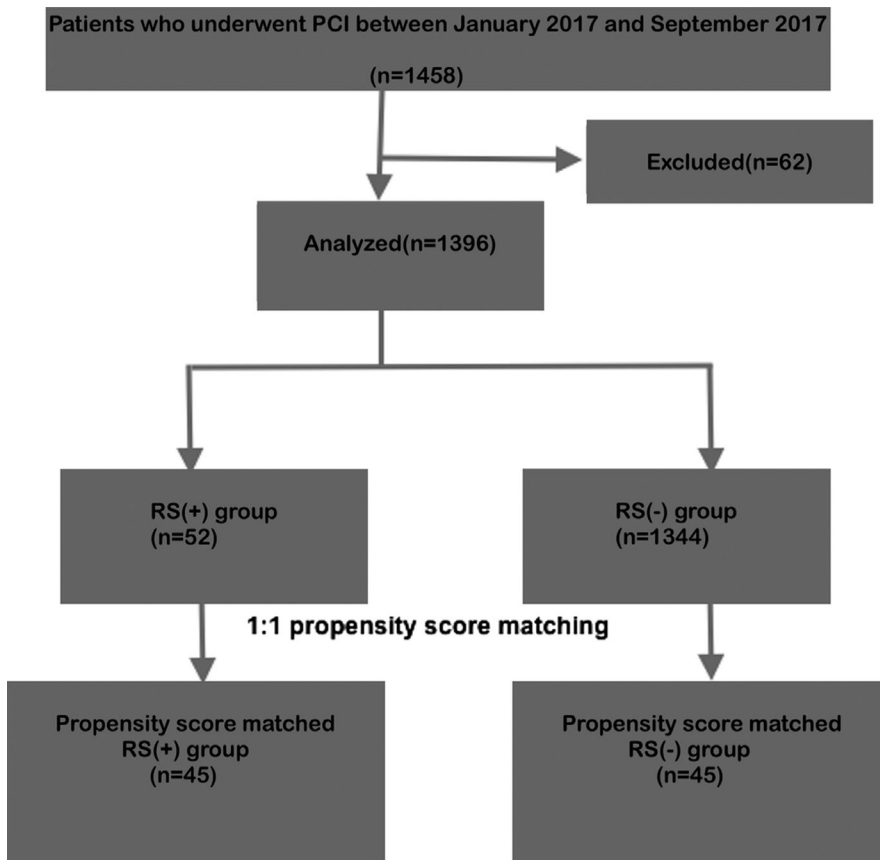 Patients who underwent PCI between January 2017 and September 2017
(n=1458)
Excluded(n=62)
Analyzed(n=1396)
RS(+) group
(n=52)
RS(-) group
(n=1344)
1:1 propensity score matching
Propensity score matched
RS(+) group
(n=45)
Propensity score matched
RS(-) group
(n=45)